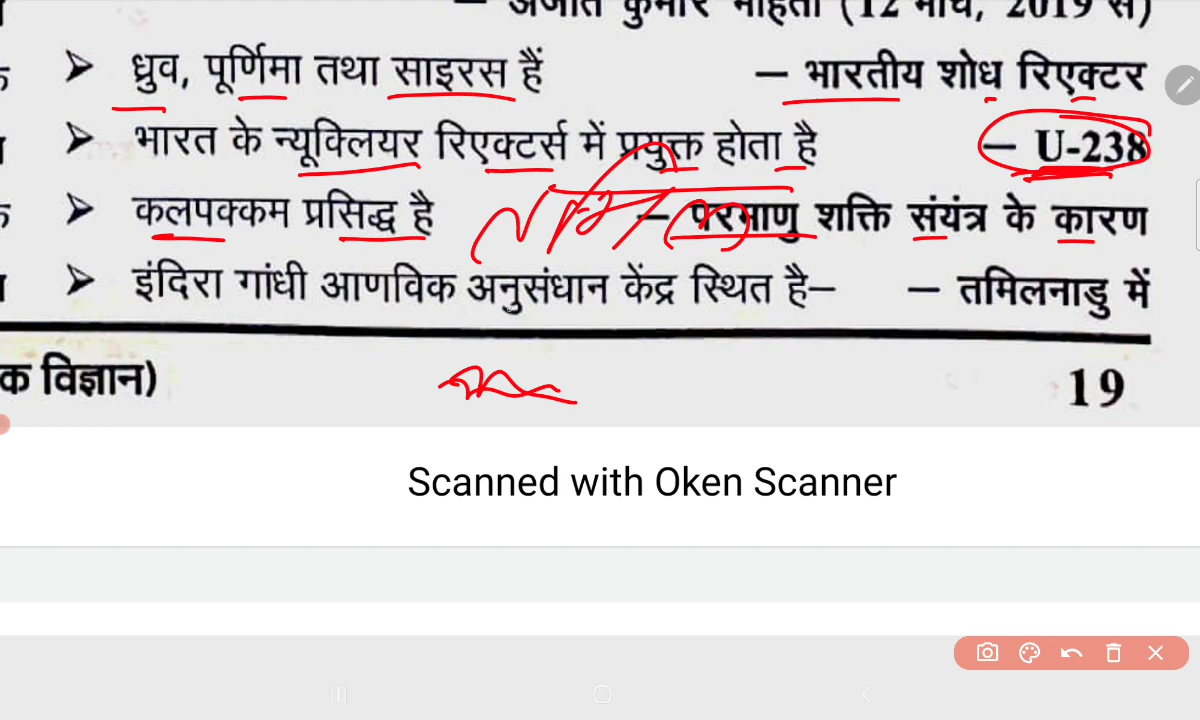 — अजीत कुमार मोहंती (12 मार्च, 2019 से)
➤ ध्रुव, पूर्णिमा तथा साइरस हैं — भारतीय शोध रिएक्टर
➤ भारत के न्यूक्लियर रिएक्टर्स में प्रयुक्त होता है — U-238
➤ कलपक्कम प्रसिद्ध है — परमाणु शक्ति संयंत्र के कारण
➤ इंदिरा गांधी आणविक अनुसंधान केंद्र स्थित है– — तमिलनाडु में
क विज्ञान) 19
Scanned with Oken Scanner